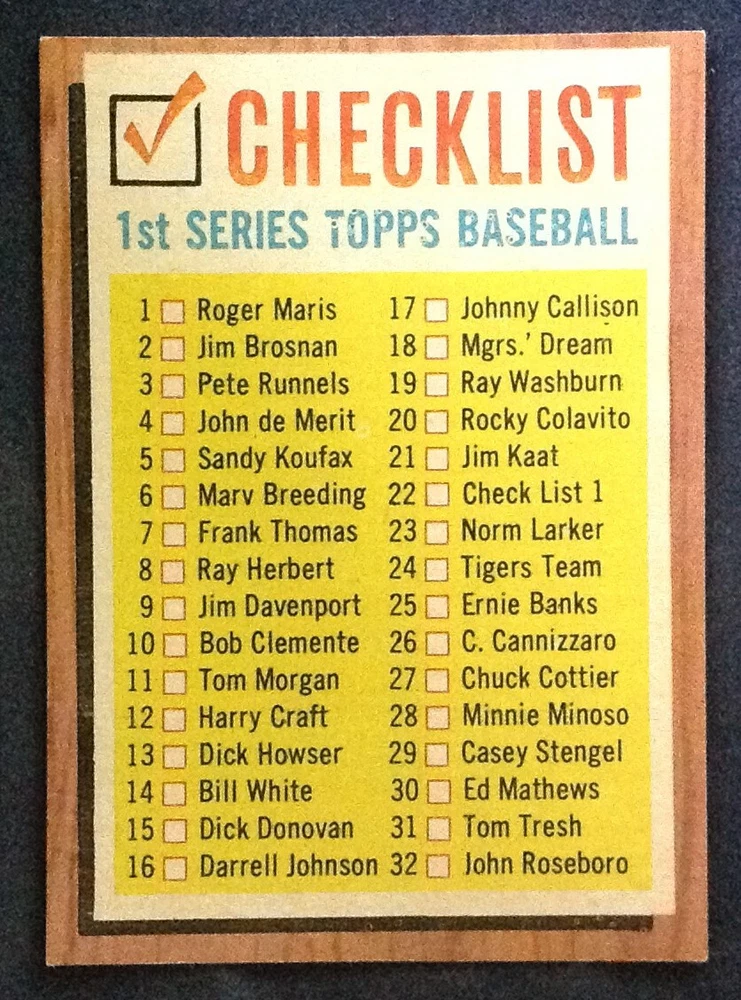 CHECKLIST
1st SERIES TOPPS BASEBALL
1 Roger Maris
2 Jim Brosnan
3 Pete Runnels
4 John de Merit
5 Sandy Koufax
6 Marv Breeding
7 Frank Thomas
8 Ray Herbert
9 Jim Davenport
10 Bob Clemente
11 Tom Morgan
12 Harry Craft
13 Dick Howser
14 Bill White
15 Dick Donovan
16 Darrell Johnson
17 Johnny Callison
18 Mgrs.' Dream
19 Ray Washburn
20 Rocky Colavito
21 Jim Kaat
22 Check List 1
23 Norm Larker
24 Tigers Team
25 Ernie Banks
26 C. Cannizzaro
27 Chuck Cottier
28 Minnie Minoso
29 Casey Stengel
30 Ed Mathews
31 Tom Tresh
32 John Roseboro